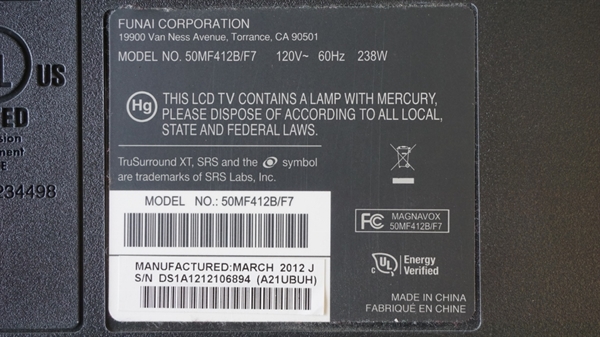 FUNAI CORPORATION
19900 Van Ness Avenue, Torrance, CA 90501
MODEL NO. 50MF412B/F7 120V~ 60Hz 238W
Hg
THIS LCD TV CONTAINS A LAMP WITH MERCURY,
PLEASE DISPOSE OF ACCORDING TO ALL LOCAL,
STATE AND FEDERAL LAWS.
TruSurround XT, SRS and the symbol
are trademarks of SRS Labs, Inc.
MODEL NO.: 50MF412B/F7
MANUFACTURED:MARCH 2012 J
S/N DS1A1212106894 (A21UBUH)
FC MAGNAVOX
50MF412B/F7
c UL Energy
Verified
MADE IN CHINA
FABRIQUÉ EN CHINE
L US
ED
sion
ment
E
234498